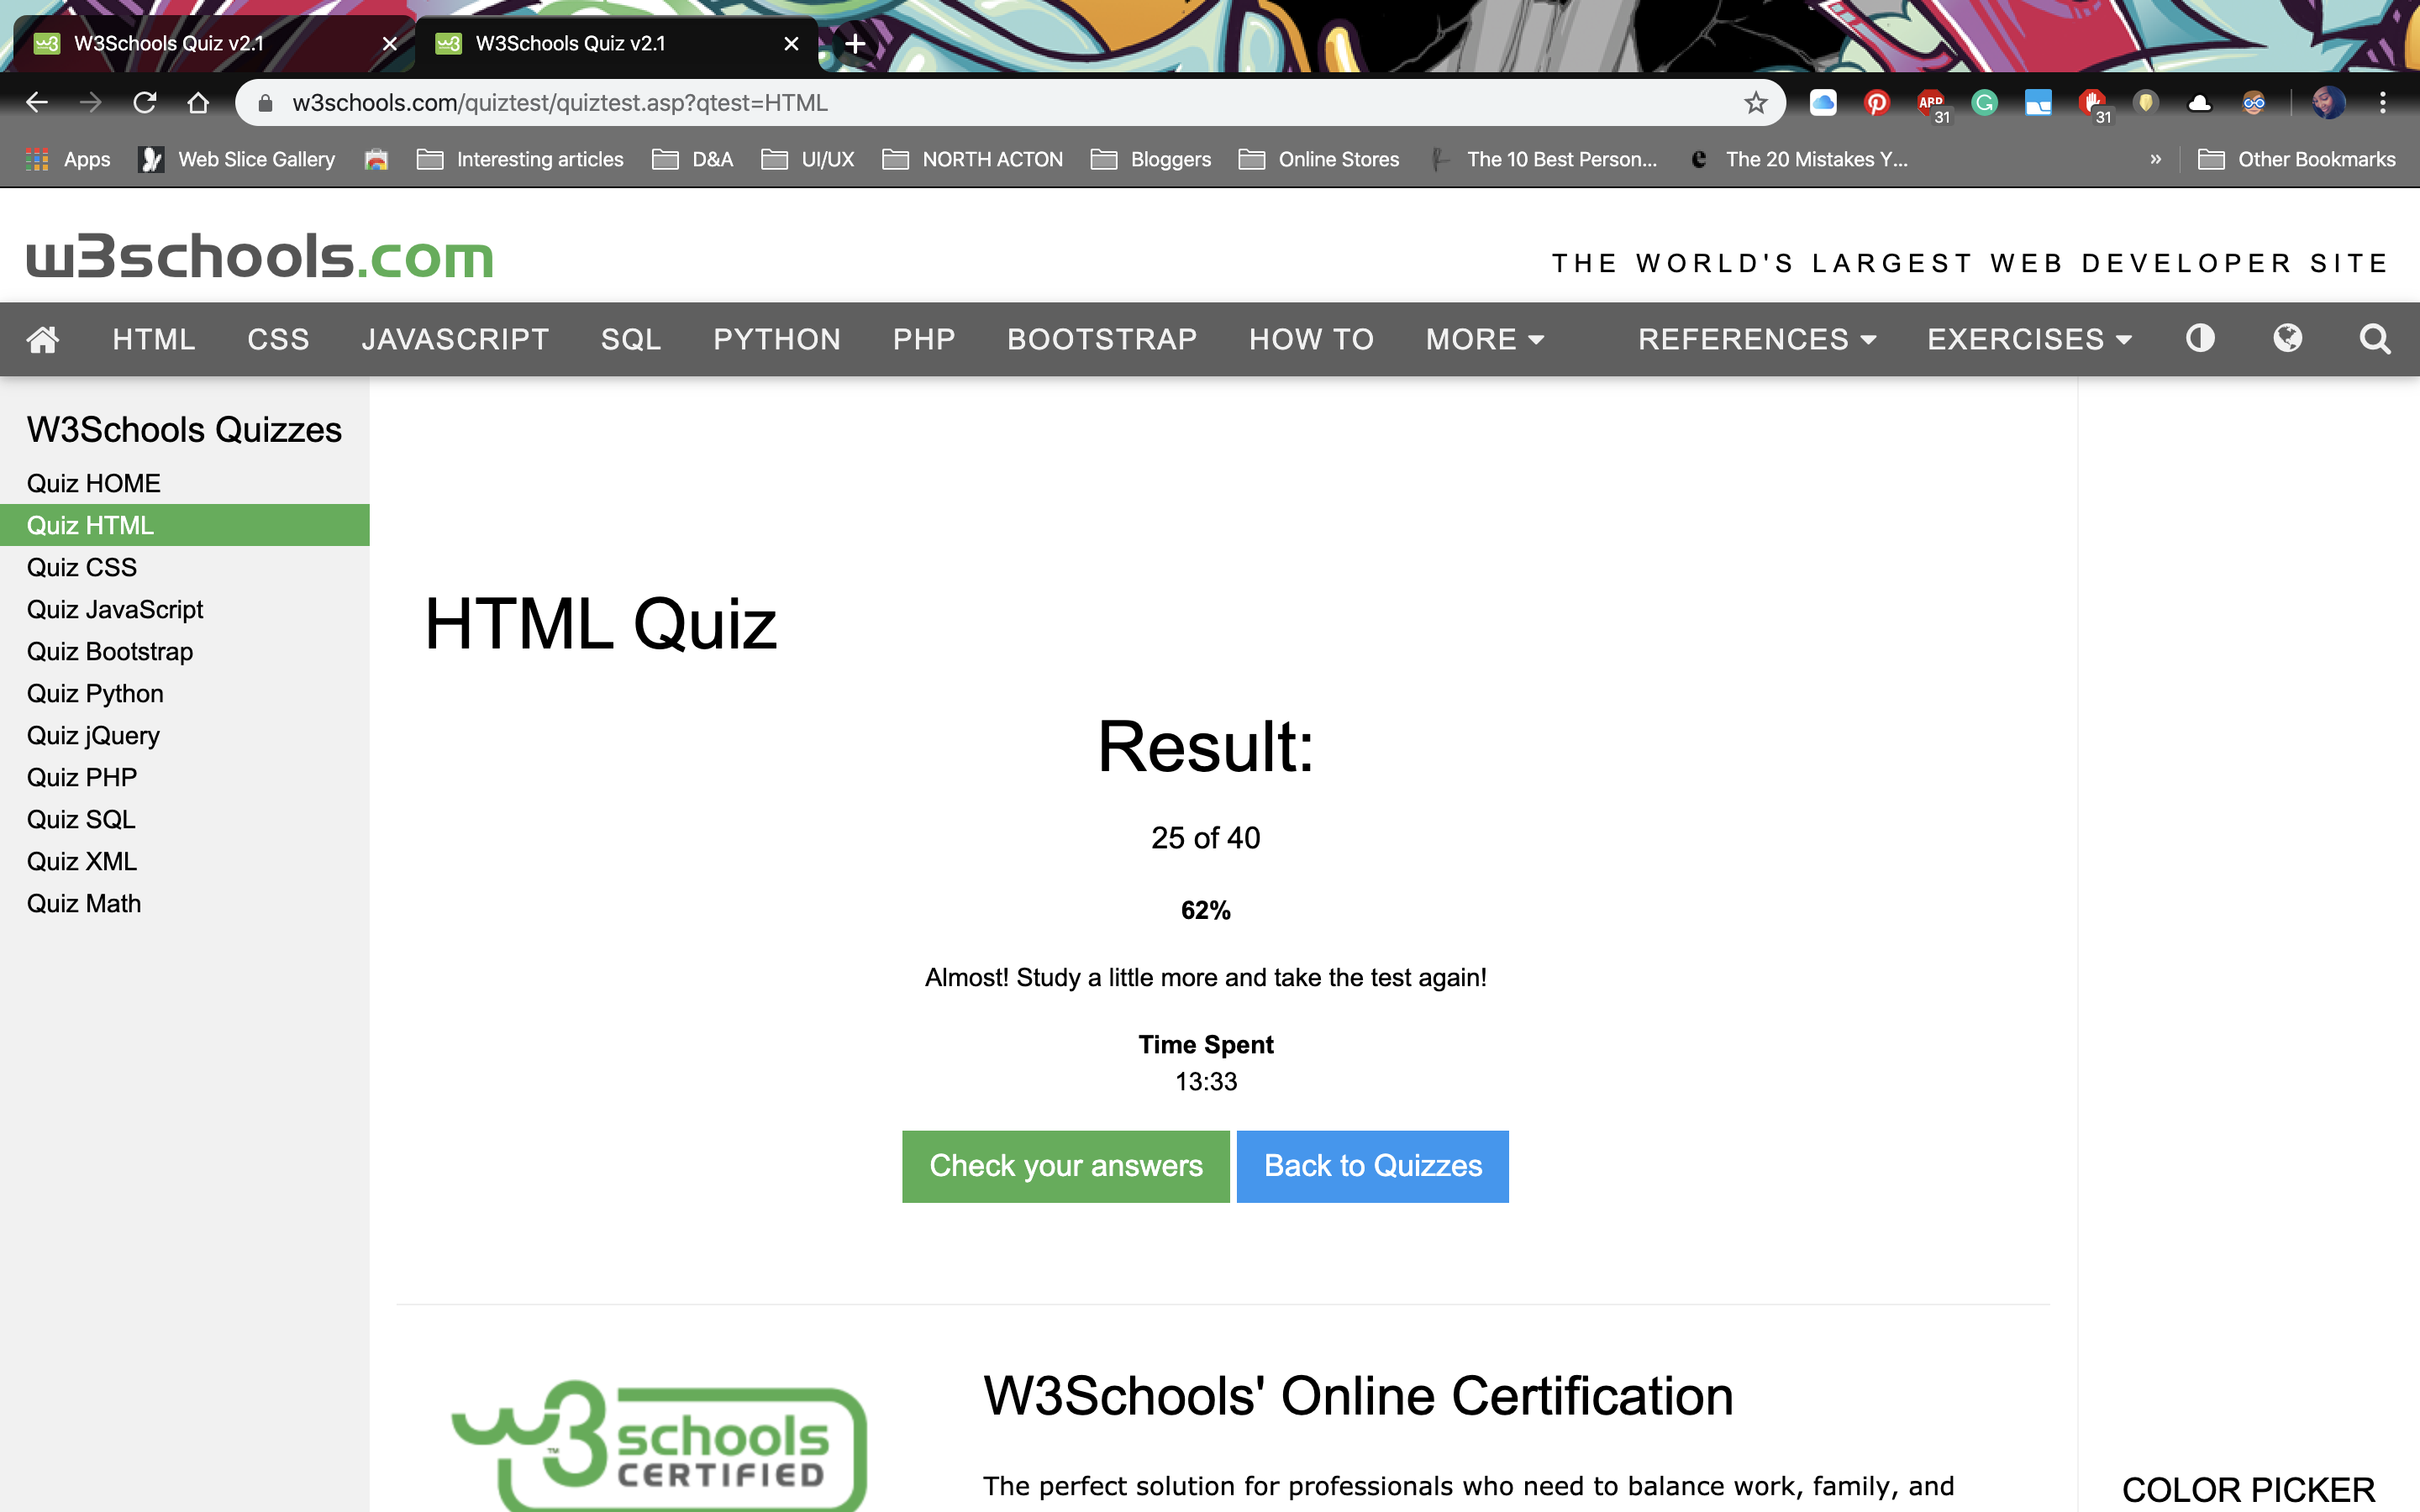 W3Schools Quiz v2.1
W3Schools Quiz v2.1
w3schools.com/quiztest/quiztest.asp?qtest=HTML
ABP
31
31
Apps
Web Slice Gallery
Interesting articles
D&A
UI/UX
NORTH ACTON
Bloggers
Online Stores
The 10 Best Person...
The 20 Mistakes Y...
»
Other Bookmarks
w3schools.com
THE WORLD'S LARGEST WEB DEVELOPER SITE
HTML
CSS
JAVASCRIPT
SQL
PYTHON
PHP
BOOTSTRAP
HOW TO
MORE
REFERENCES
EXERCISES
W3Schools Quizzes
Quiz HOME
Quiz HTML
Quiz CSS
Quiz JavaScript
Quiz Bootstrap
Quiz Python
Quiz jQuery
Quiz PHP
Quiz SQL
Quiz XML
Quiz Math
HTML Quiz
Result:
25 of 40
62%
Almost! Study a little more and take the test again!
Time Spent
13:33
Check your answers
Back to Quizzes
w3schools
TM
CERTIFIED
W3Schools' Online Certification
The perfect solution for professionals who need to balance work, family, and
COLOR PICKER